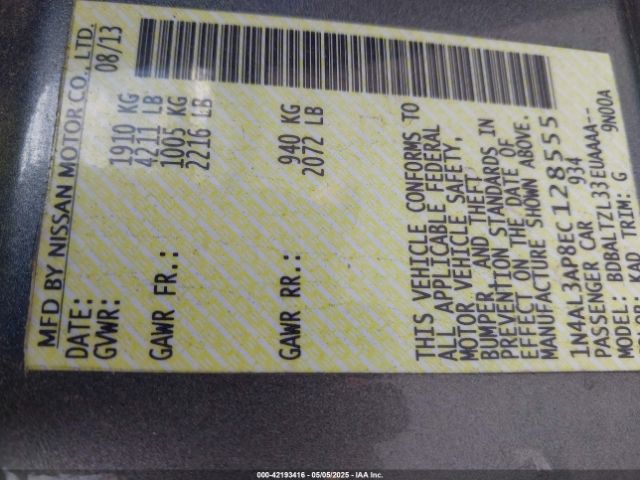 MFD BY NISSAN MOTOR CO., LTD.
DATE: 08/13
GVWR: 1910 KG
4211 LB
GAWR FR.: 1005 KG
2216 LB
GAWR RR.: 940 KG
2072 LB
THIS VEHICLE CONFORMS TO
ALL APPLICABLE FEDERAL
MOTOR VEHICLE SAFETY,
BUMPER, AND THEFT
PREVENTION STANDARDS IN
EFFECT ON THE DATE OF
MANUFACTURE SHOWN ABOVE.
1N4AL3AP8EC128555
PASSENGER CAR 934
MODEL: BDBALTZL33EUAAAA-- 9N00A
KAD TRIM: G
000-42193416 - 05/05/2025 - IAA Inc.